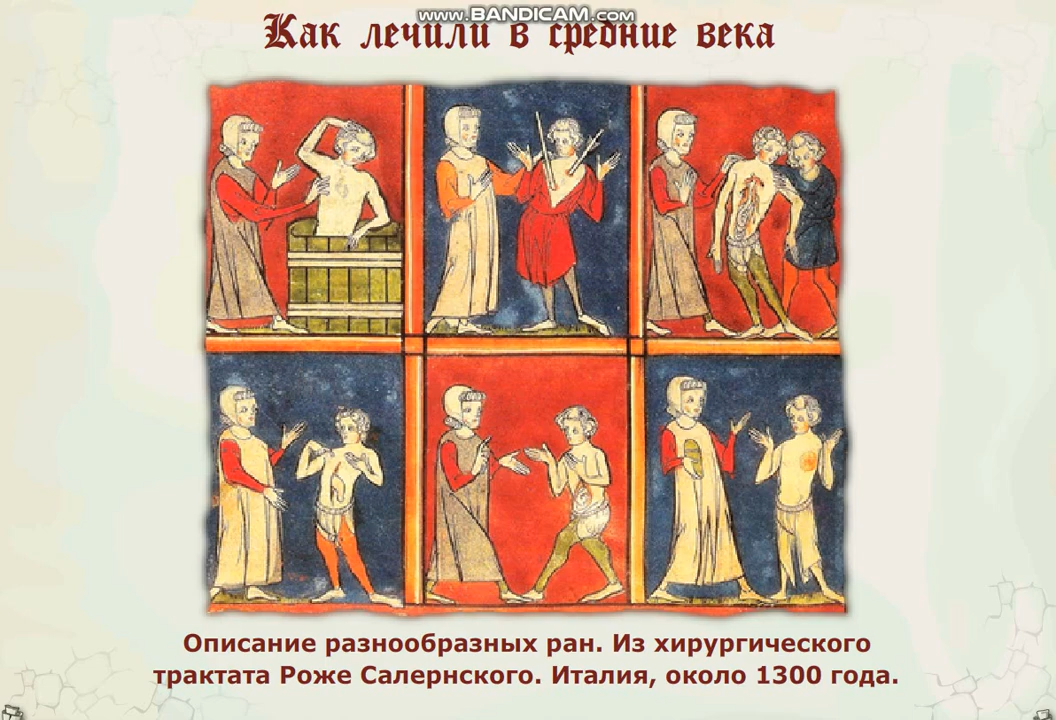 www.BANDICAM.com
Как лечили в средние века
Описание разнообразных ран. Из хирургического
трактата Роже Салернского. Италия, около 1300 года.